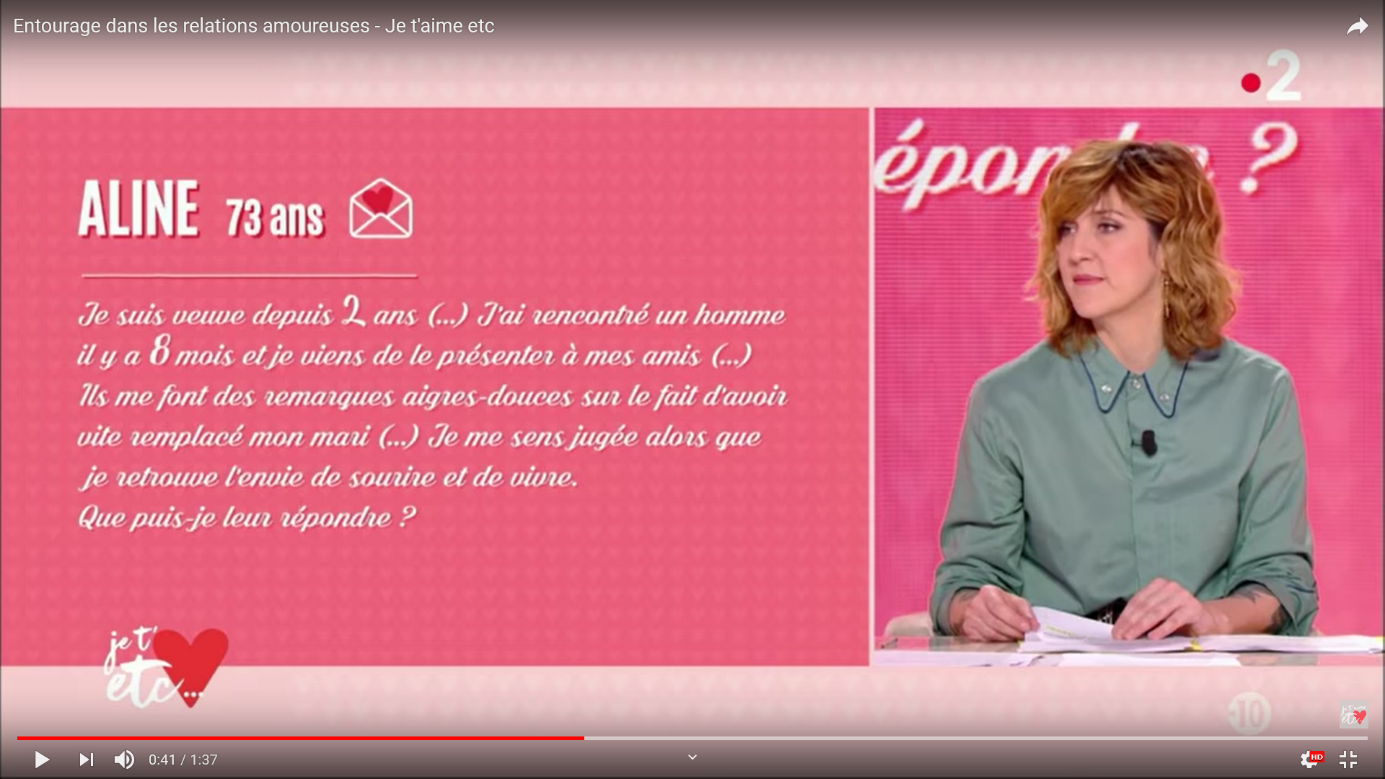 Entourage dans les relations amoureuses - Je t'aime etc
2
épon e ?
ALINE 73 ans
Je suis veuve depuis 2 ans (...) J'ai rencontré un homme
il y a 8 mois et je viens de le présenter à mes amis (...)
Ils me font des remarques aigres-douces sur le fait d'avoir
vite remplacé mon mari (...) Je me sens jugée alors que
je retrouve l'envie de sourire et de vivre.
Que puis-je leur répondre ?
je t'
etc...
-10
0:41 / 1:37
HD